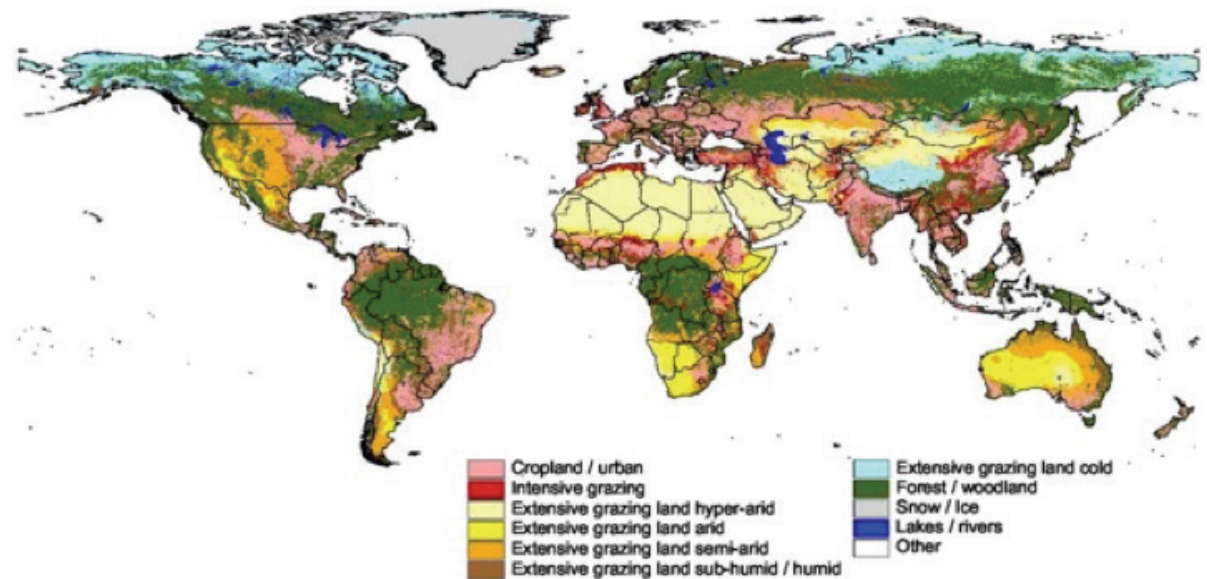 Cropland / urban
Intensive grazing
Extensive grazing land hyper-arid
Extensive grazing land arid
Extensive grazing land semi-arid
Extensive grazing land sub-humid / humid
Extensive grazing land cold
Forest / woodland
Snow / Ice
Lakes / rivers
Other